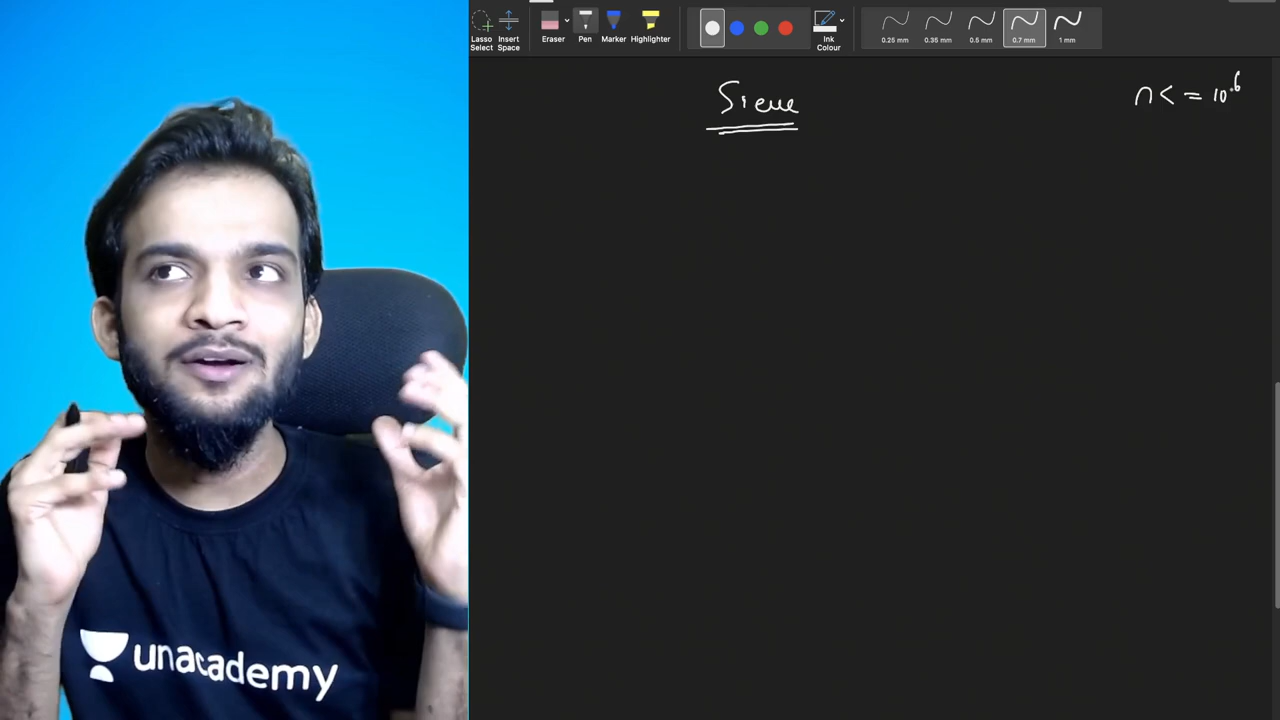 Lasso Select
Insert Space
Eraser
Pen
Marker
Highlighter
Ink Colour
0.25 mm
0.35 mm
0.5 mm
0.7 mm
1 mm
Sieve
n < = 10^6
unacademy